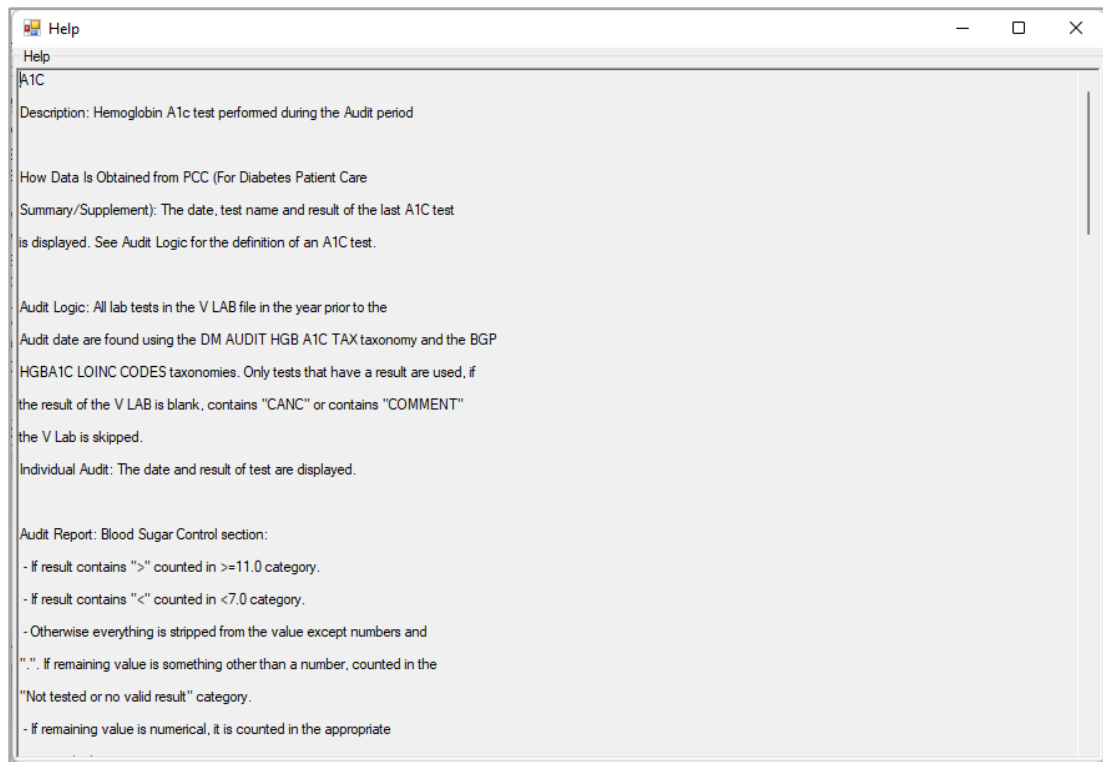 Help
Help
A1C
Description: Hemoglobin A1c test performed during the Audit period
How Data Is Obtained from PCC (For Diabetes Patient Care
Summary/Supplement): The date, test name and result of the last A1C test
is displayed. See Audit Logic for the definition of an A1C test.
Audit Logic: All lab tests in the V LAB file in the year prior to the
Audit date are found using the DM AUDIT HGB A1C TAX taxonomy and the BGP
HGBA1C LOINC CODES taxonomies. Only tests that have a result are used, if
the result of the V LAB is blank, contains "CANC" or contains "COMMENT"
the V Lab is skipped.
Individual Audit: The date and result of test are displayed.
Audit Report: Blood Sugar Control section:
- If result contains ">" counted in >=11.0 category.
- If result contains "<" counted in <7.0 category.
- Otherwise everything is stripped from the value except numbers and
".". If remaining value is something other than a number, counted in the
"Not tested or no valid result" category.
- If remaining value is numerical, it is counted in the appropriate